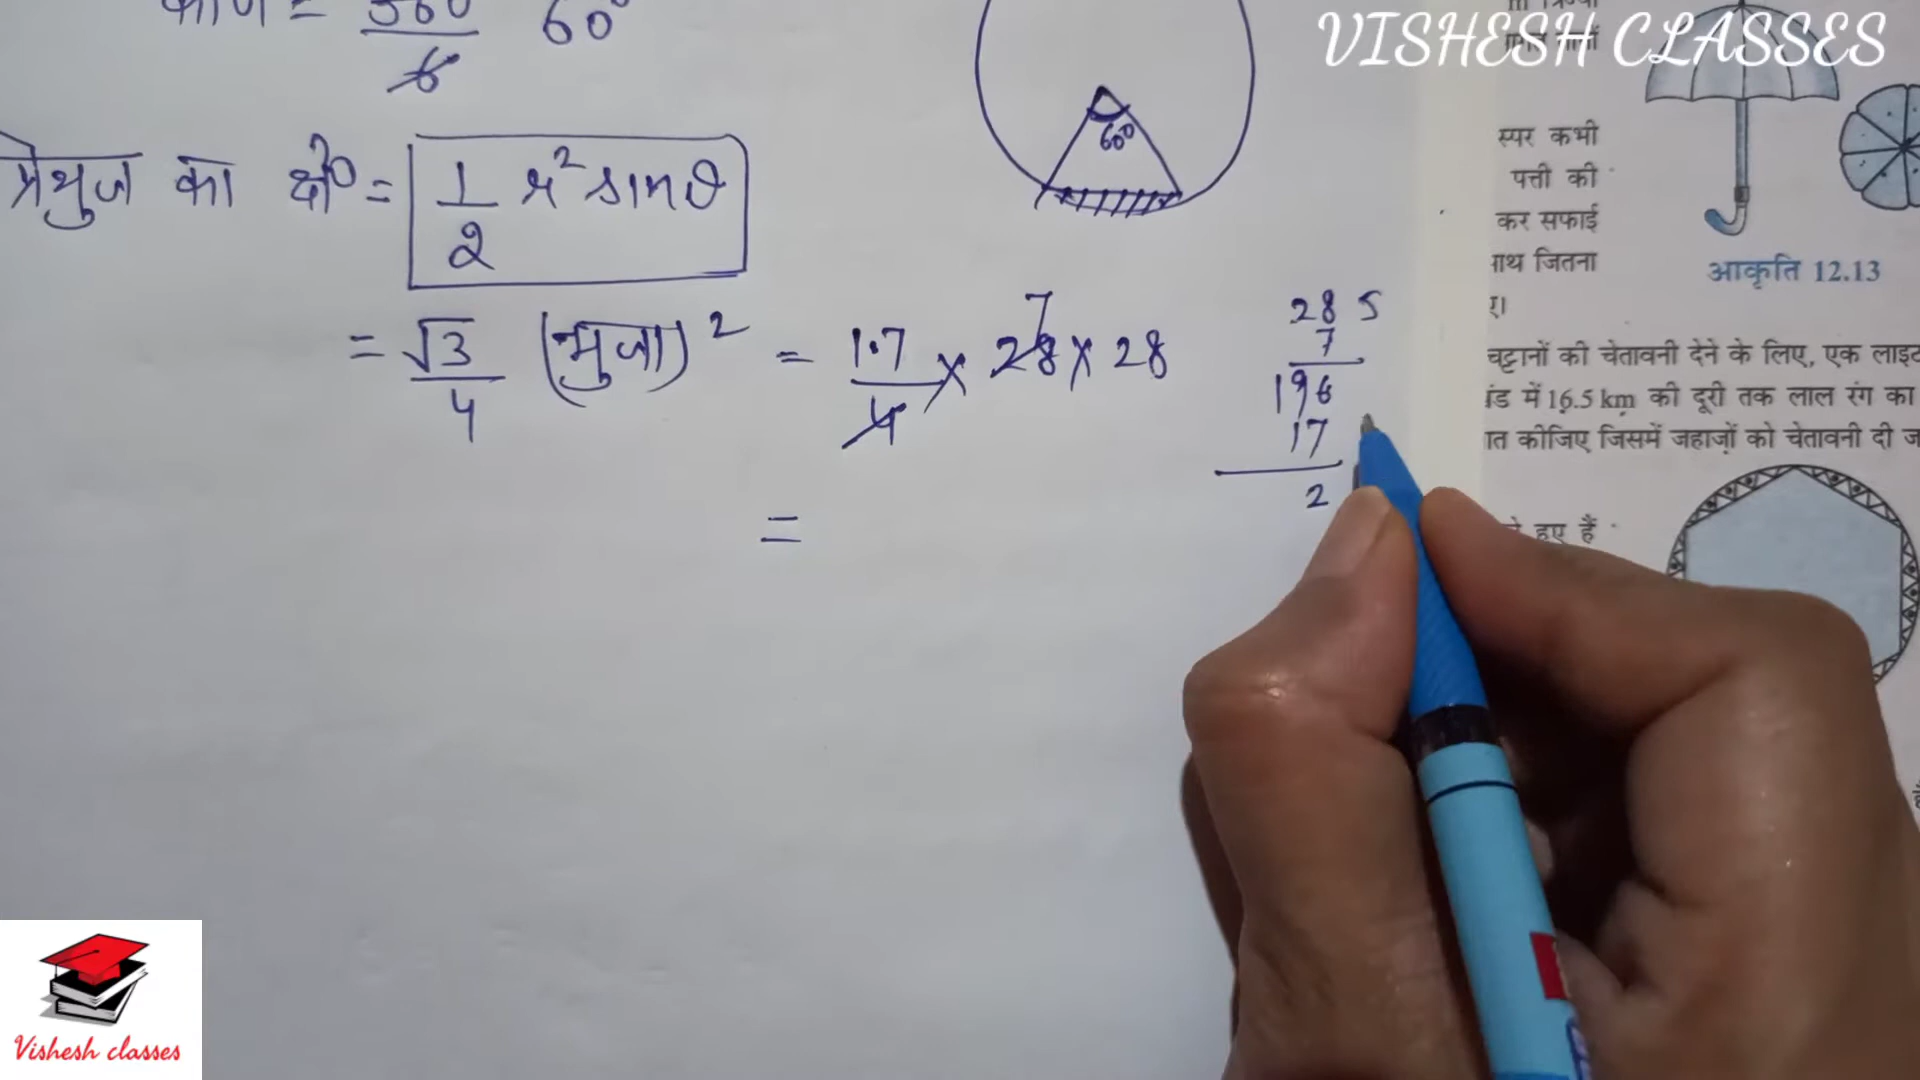 कोण = 360/6 60°
त्रिभुज का क्षे० = 1/2 r² sinθ
= √3/4 (भुजा)² = 1.7/4 × 28 × 28
7
=
60°
28 5
7
196
17
2
VISHESH CLASSES
स्पर कभी
पत्ती की
कर सफाई
माथ जितना
ए।
आकृति 12.13
चट्टानों की चेतावनी देने के लिए, एक लाइट
ंड में 16.5 km की दूरी तक लाल रंग का
ात कीजिए जिसमें जहाज़ों को चेतावनी दी ज
हुए हैं
Vishesh classes